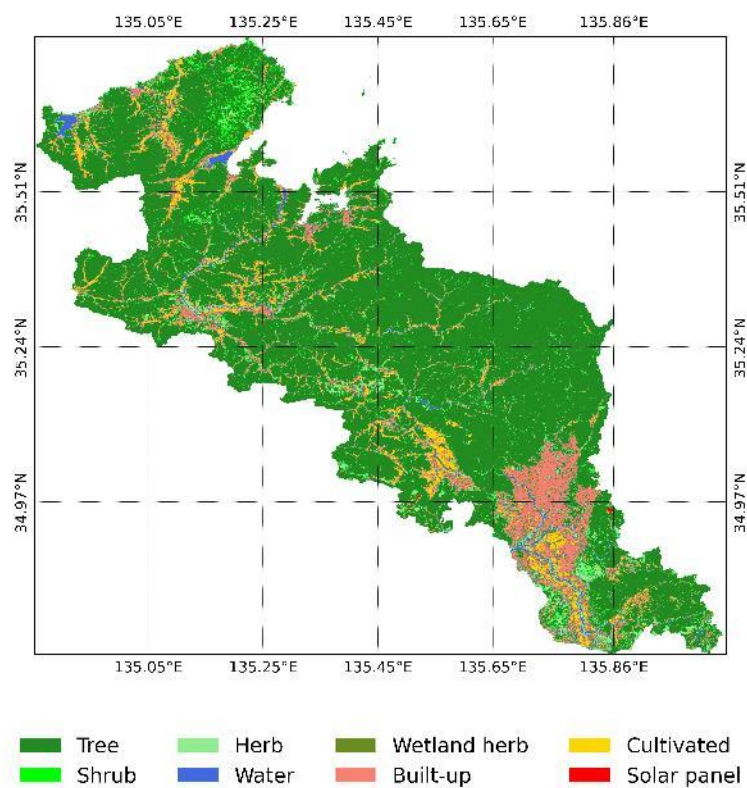 135.05°E 135.25°E 135.45°E 135.65°E 135.86°E
35.51°N 35.51°N
35.24°N 35.24°N
34.97°N 34.97°N
135.05°E 135.25°E 135.45°E 135.65°E 135.86°E
Tree Herb Wetland herb Cultivated
Shrub Water Built-up Solar panel